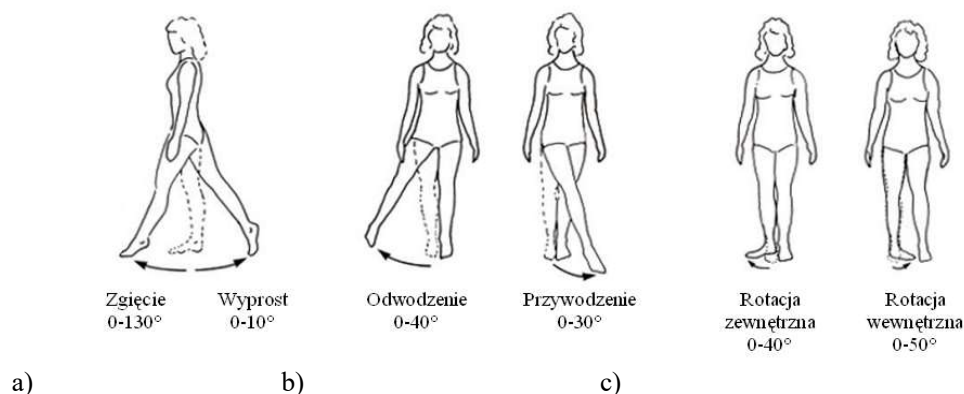 Zgięcie
0-130°
Wyprost
0-10°
Odwodzenie
0-40°
Przywodzenie
0-30°
Rotacja
zewnętrzna
0-40°
Rotacja
wewnętrzna
0-50°
a)
b)
c)